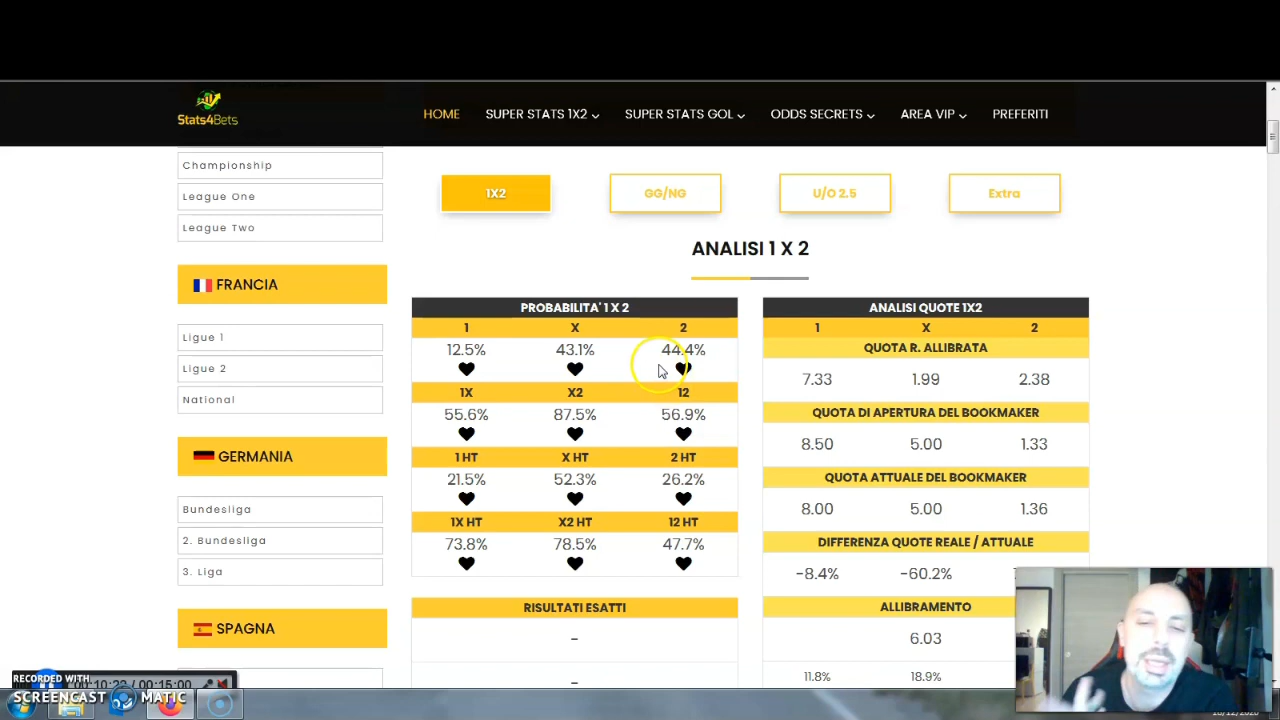 Stats4Bets
HOME SUPER STATS 1X2 SUPER STATS GOL ODDS SECRETS AREA VIP PREFERITI
Championship
League One
League Two
FRANCIA
Ligue 1
Ligue 2
National
GERMANIA
Bundesliga
2. Bundesliga
3. Liga
SPAGNA
1X2 GG/NG U/O 2.5 Extra
ANALISI 1 X 2
PROBABILITA' 1 X 2
1 X 2
12.5% 43.1% 44.4%
1X X2 12
55.6% 87.5% 56.9%
1 HT X HT 2 HT
21.5% 52.3% 26.2%
1X HT X2 HT 12 HT
73.8% 78.5% 47.7%
RISULTATI ESATTI
-
-
ANALISI QUOTE 1X2
1 X 2
QUOTA R. ALLIBRATA
7.33 1.99 2.38
QUOTA DI APERTURA DEL BOOKMAKER
8.50 5.00 1.33
QUOTA ATTUALE DEL BOOKMAKER
8.00 5.00 1.36
DIFFERENZA QUOTE REALE / ATTUALE
-8.4% -60.2%
ALLIBRAMENTO
6.03
11.8% 18.9%
RECORDED WITH
SCREENCAST MATIC
00:10:22 / 00:15:00